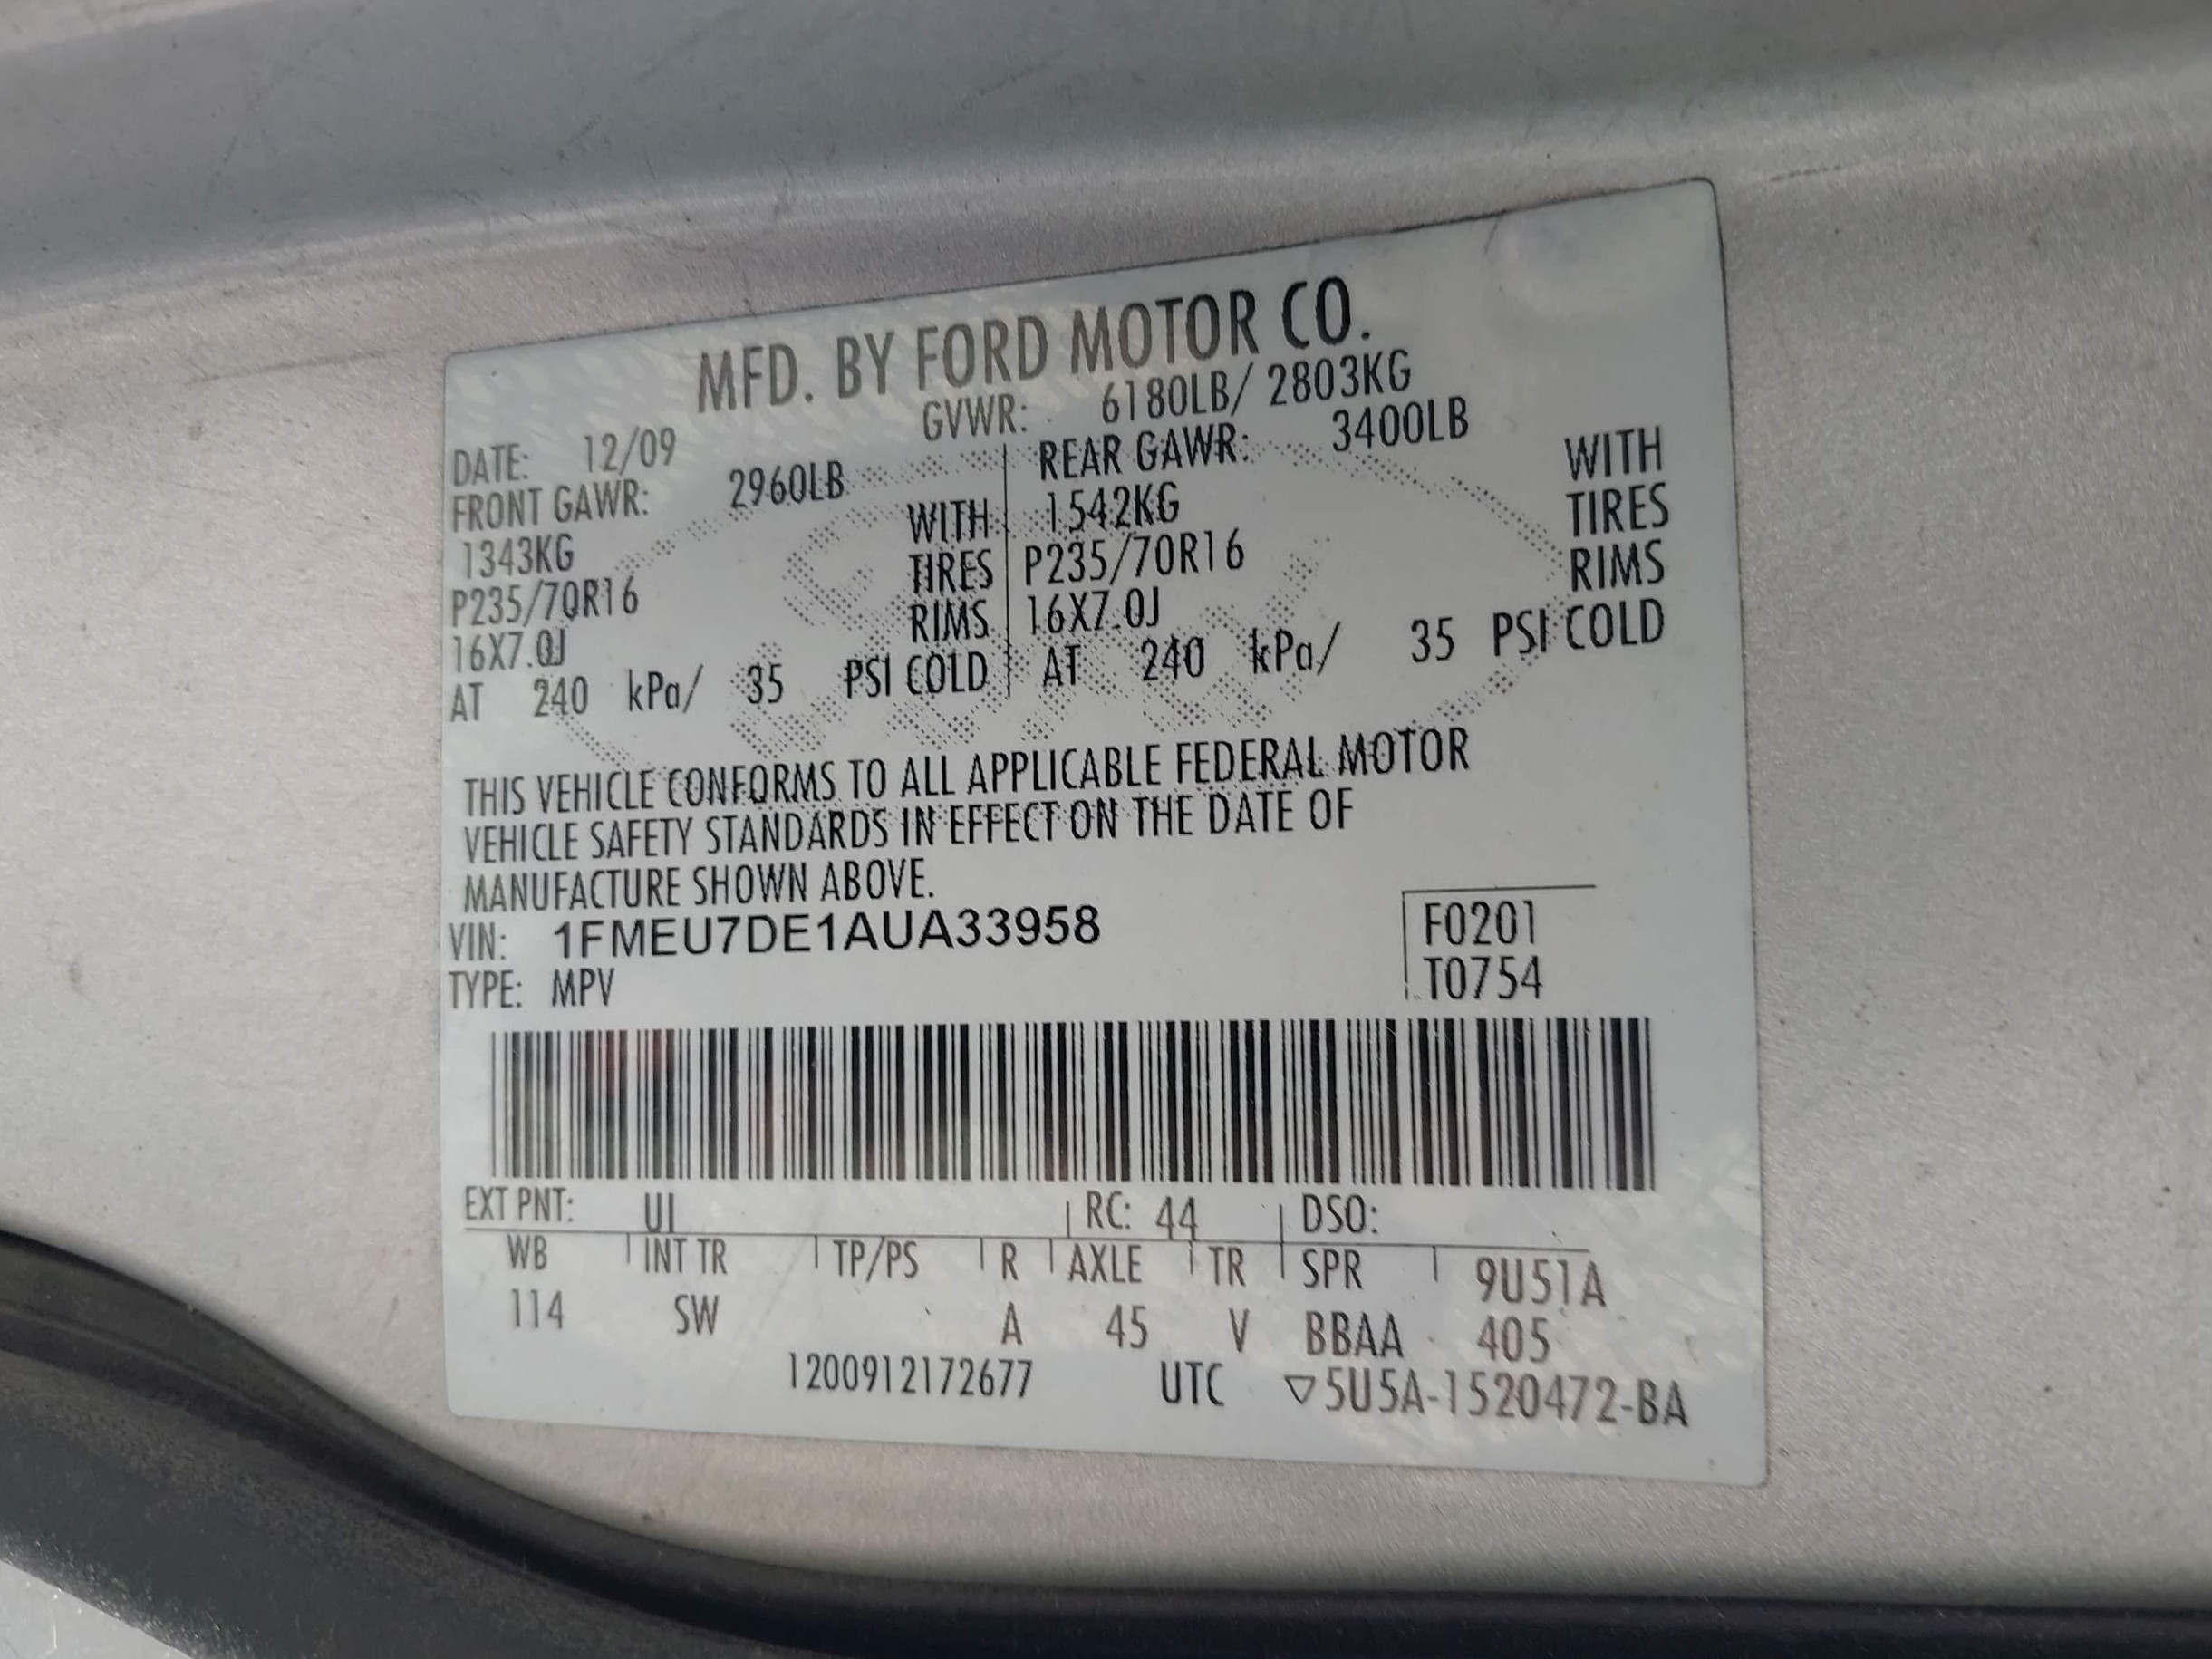 MFD. BY FORD MOTOR CO.
DATE: 12/09 GVWR: 6180LB/ 2803KG
FRONT GAWR: 2960LB REAR GAWR: 3400LB
1343KG WITH 1542KG WITH
P235/70R16 TIRES P235/70R16 TIRES
16X7.0J RIMS 16X7.0J RIMS
AT 240 kPa/ 35 PSI COLD AT 240 kPa/ 35 PSI COLD
THIS VEHICLE CONFORMS TO ALL APPLICABLE FEDERAL MOTOR
VEHICLE SAFETY STANDARDS IN EFFECT ON THE DATE OF
MANUFACTURE SHOWN ABOVE.
VIN: 1FMEU7DE1AUA33958 F0201
TYPE: MPV T0754
EXT PNT: UI RC: 44 DSO:
WB INT TR TP/PS R AXLE TR SPR 9U51A
114 SW A 45 V BBAA 405
1200912172677 UTC ▽5U5A-1520472-BA